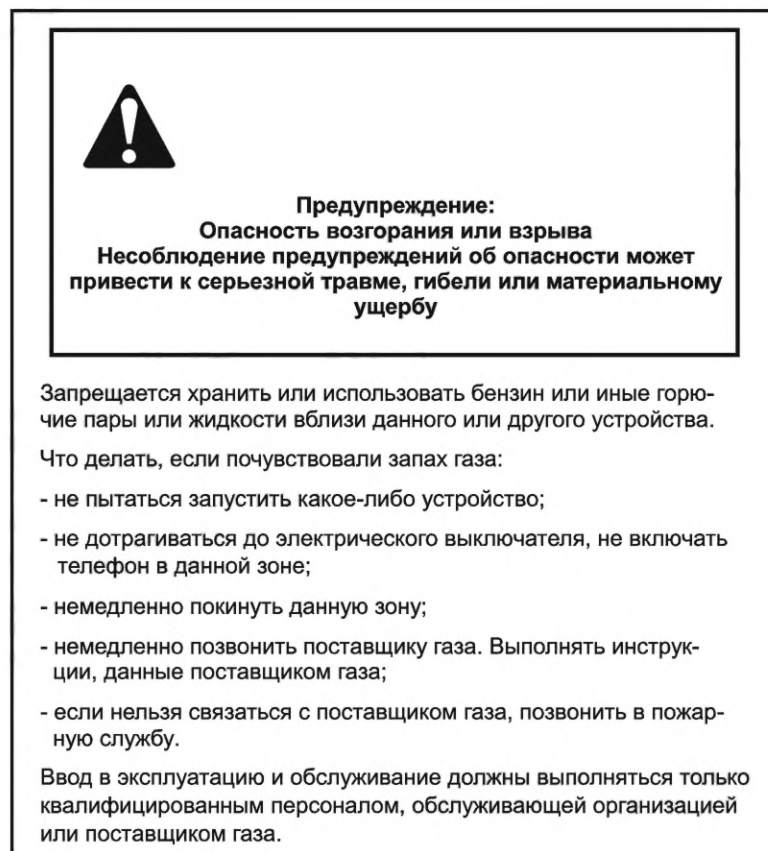 Предупреждение:
Опасность возгорания или взрыва
Несоблюдение предупреждений об опасности может
привести к серьезной травме, гибели или материальному
ущербу
Запрещается хранить или использовать бензин или иные горю-
чие пары или жидкости вблизи данного или другого устройства.
Что делать, если почувствовали запах газа:
- не пытаться запустить какое-либо устройство;
- не дотрагиваться до электрического выключателя, не включать
телефон в данной зоне;
- немедленно покинуть данную зону;
- немедленно позвонить поставщику газа. Выполнять инструк-
ции, данные поставщиком газа;
- если нельзя связаться с поставщиком газа, позвонить в пожар-
ную службу.
Ввод в эксплуатацию и обслуживание должны выполняться только
квалифицированным персоналом, обслуживающей организацией
или поставщиком газа.